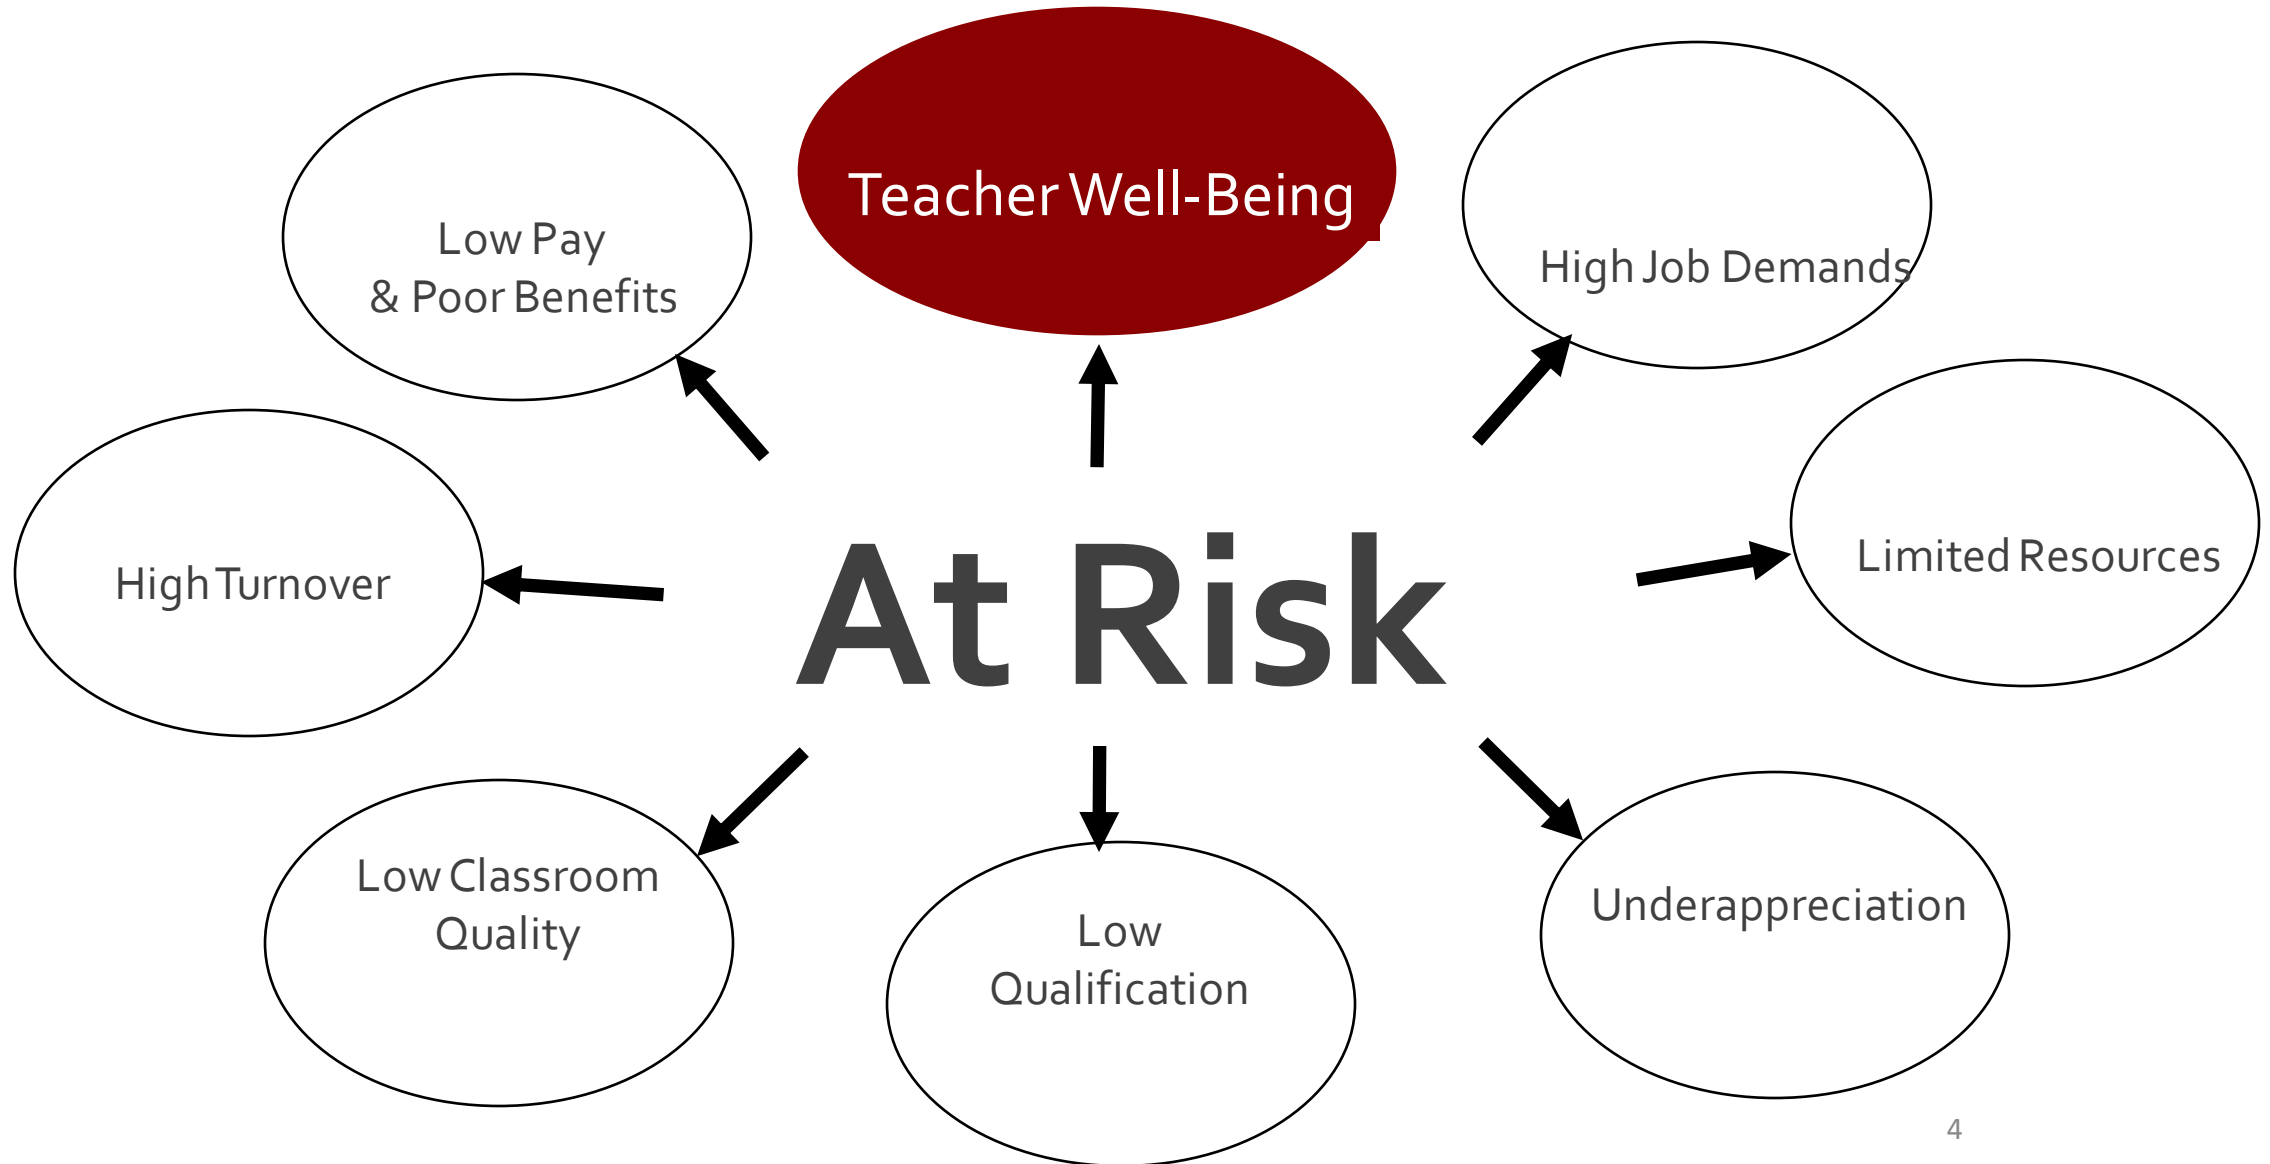 Teacher Well-Being
Low Pay
& Poor Benefits
High Job Demands
High Turnover
At Risk
Limited Resources
Low Classroom
Quality
Low
Qualification
Underappreciation
4